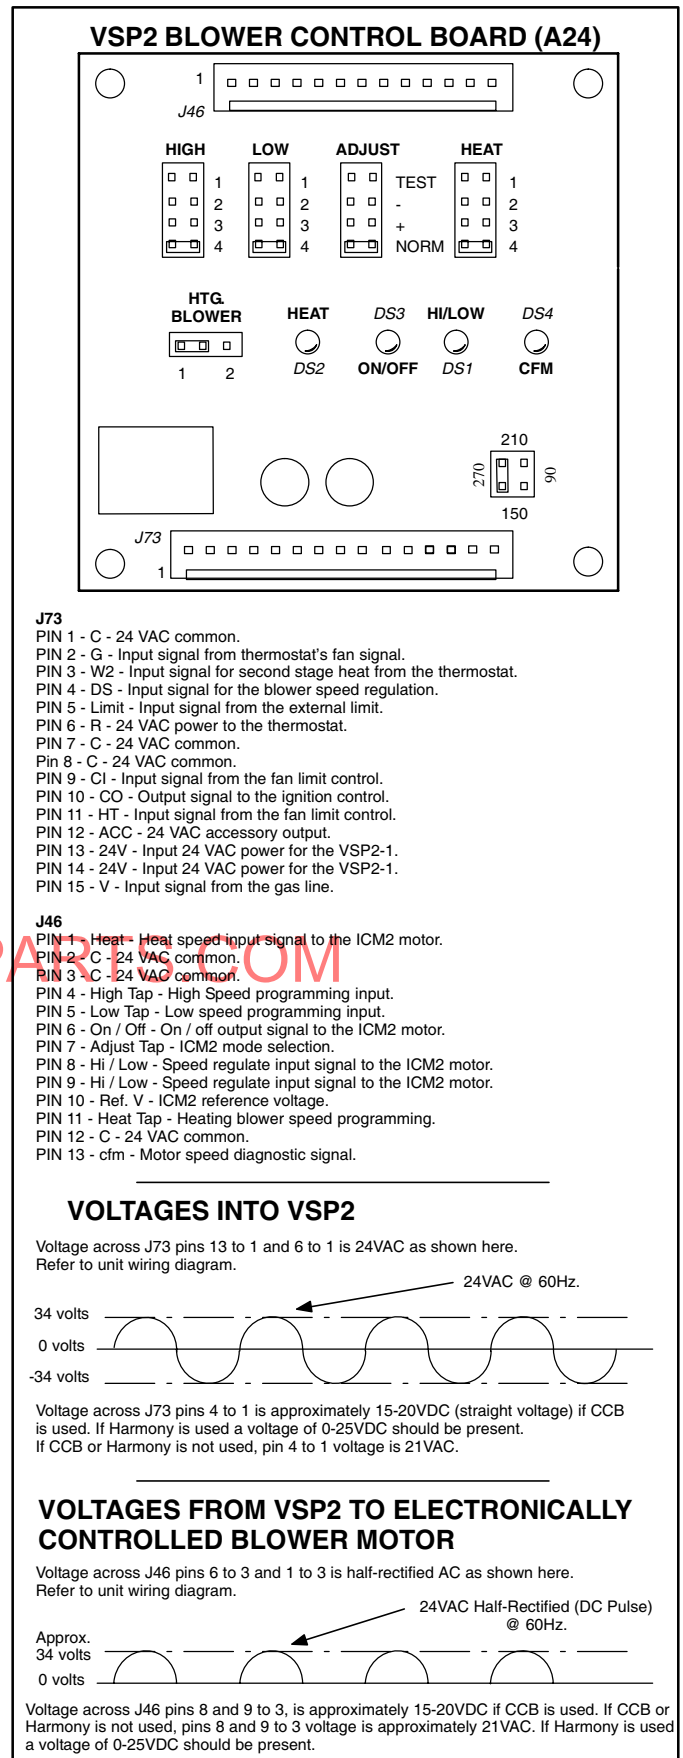 VSP2 BLOWER CONTROL BOARD (A24)
1
J46
HIGH LOW ADJUST HEAT
1 1 TEST 1
2 2 - 2
3 3 + 3
4 4 NORM 4
HTG.
BLOWER HEAT DS3 HI/LOW DS4
1 2 DS2 ON/OFF DS1 CFM
210
270 90
150
J73
1
J73
PIN 1 - C - 24 VAC common.
PIN 2 - G - Input signal from thermostat's fan signal.
PIN 3 - W2 - Input signal for second stage heat from the thermostat.
PIN 4 - DS - Input signal for the blower speed regulation.
PIN 5 - Limit - Input signal from the external limit.
PIN 6 - R - 24 VAC power to the thermostat.
PIN 7 - C - 24 VAC common.
Pin 8 - C - 24 VAC common.
PIN 9 - CI - Input signal from the fan limit control.
PIN 10 - CO - Output signal to the ignition control.
PIN 11 - HT - Input signal from the fan limit control.
PIN 12 - ACC - 24 VAC accessory output.
PIN 13 - 24V - Input 24 VAC power for the VSP2-1.
PIN 14 - 24V - Input 24 VAC power for the VSP2-1.
PIN 15 - V - Input signal from the gas line.
J46
PIN 1 - Heat - Heat speed input signal to the ICM2 motor.
PIN 2 - C - 24 VAC common.
PARTS.COM
PIN 3 - C - 24 VAC common.
PIN 4 - High Tap - High Speed programming input.
PIN 5 - Low Tap - Low speed programming input.
PIN 6 - On / Off - On / off output signal to the ICM2 motor.
PIN 7 - Adjust Tap - ICM2 mode selection.
PIN 8 - Hi / Low - Speed regulate input signal to the ICM2 motor.
PIN 9 - Hi / Low - Speed regulate input signal to the ICM2 motor.
PIN 10 - Ref. V - ICM2 reference voltage.
PIN 11 - Heat Tap - Heating blower speed programming.
PIN 12 - C - 24 VAC common.
PIN 13 - cfm - Motor speed diagnostic signal.
VOLTAGES INTO VSP2
Voltage across J73 pins 13 to 1 and 6 to 1 is 24VAC as shown here.
Refer to unit wiring diagram.
24VAC @ 60Hz.
34 volts
0 volts
-34 volts
Voltage across J73 pins 4 to 1 is approximately 15-20VDC (straight voltage) if CCB
is used. If Harmony is used a voltage of 0-25VDC should be present.
If CCB or Harmony is not used, pin 4 to 1 voltage is 21VAC.
VOLTAGES FROM VSP2 TO ELECTRONICALLY
CONTROLLED BLOWER MOTOR
Voltage across J46 pins 6 to 3 and 1 to 3 is half-rectified AC as shown here.
Refer to unit wiring diagram.
24VAC Half-Rectified (DC Pulse)
@ 60Hz.
Approx.
34 volts
0 volts
Voltage across J46 pins 8 and 9 to 3, is approximately 15-20VDC if CCB is used. If CCB or
Harmony is not used, pins 8 and 9 to 3 voltage is approximately 21VAC. If Harmony is used
a voltage of 0-25VDC should be present.